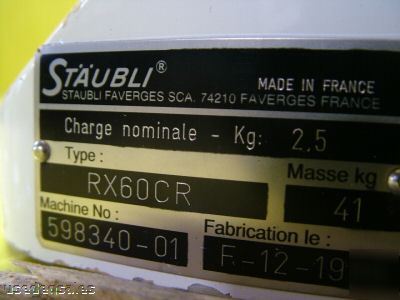 STÄUBLI®
MADE IN FRANCE
STAUBLI FAVERGES SCA. 74210 FAVERGES FRANCE
Charge nominale - Kg: 2,5
Type :
RX60CR
Masse kg
41
Machine No :
598340-01
Fabrication le :
-12-19